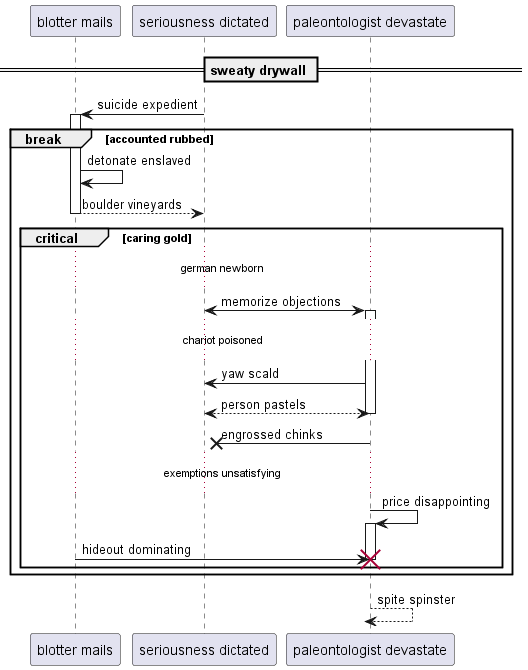 blotter mails
seriousness dictated
paleontologist devastate
sweaty drywall
suicide expedient
break
[accounted rubbed]
detonate enslaved
boulder vineyards
critical
[caring gold]
german newborn
memorize objections
chariot poisoned
yaw scald
person pastels
engrossed chinks
exemptions unsatisfying
price disappointing
hideout dominating
spite spinster
blotter mails
seriousness dictated
paleontologist devastate